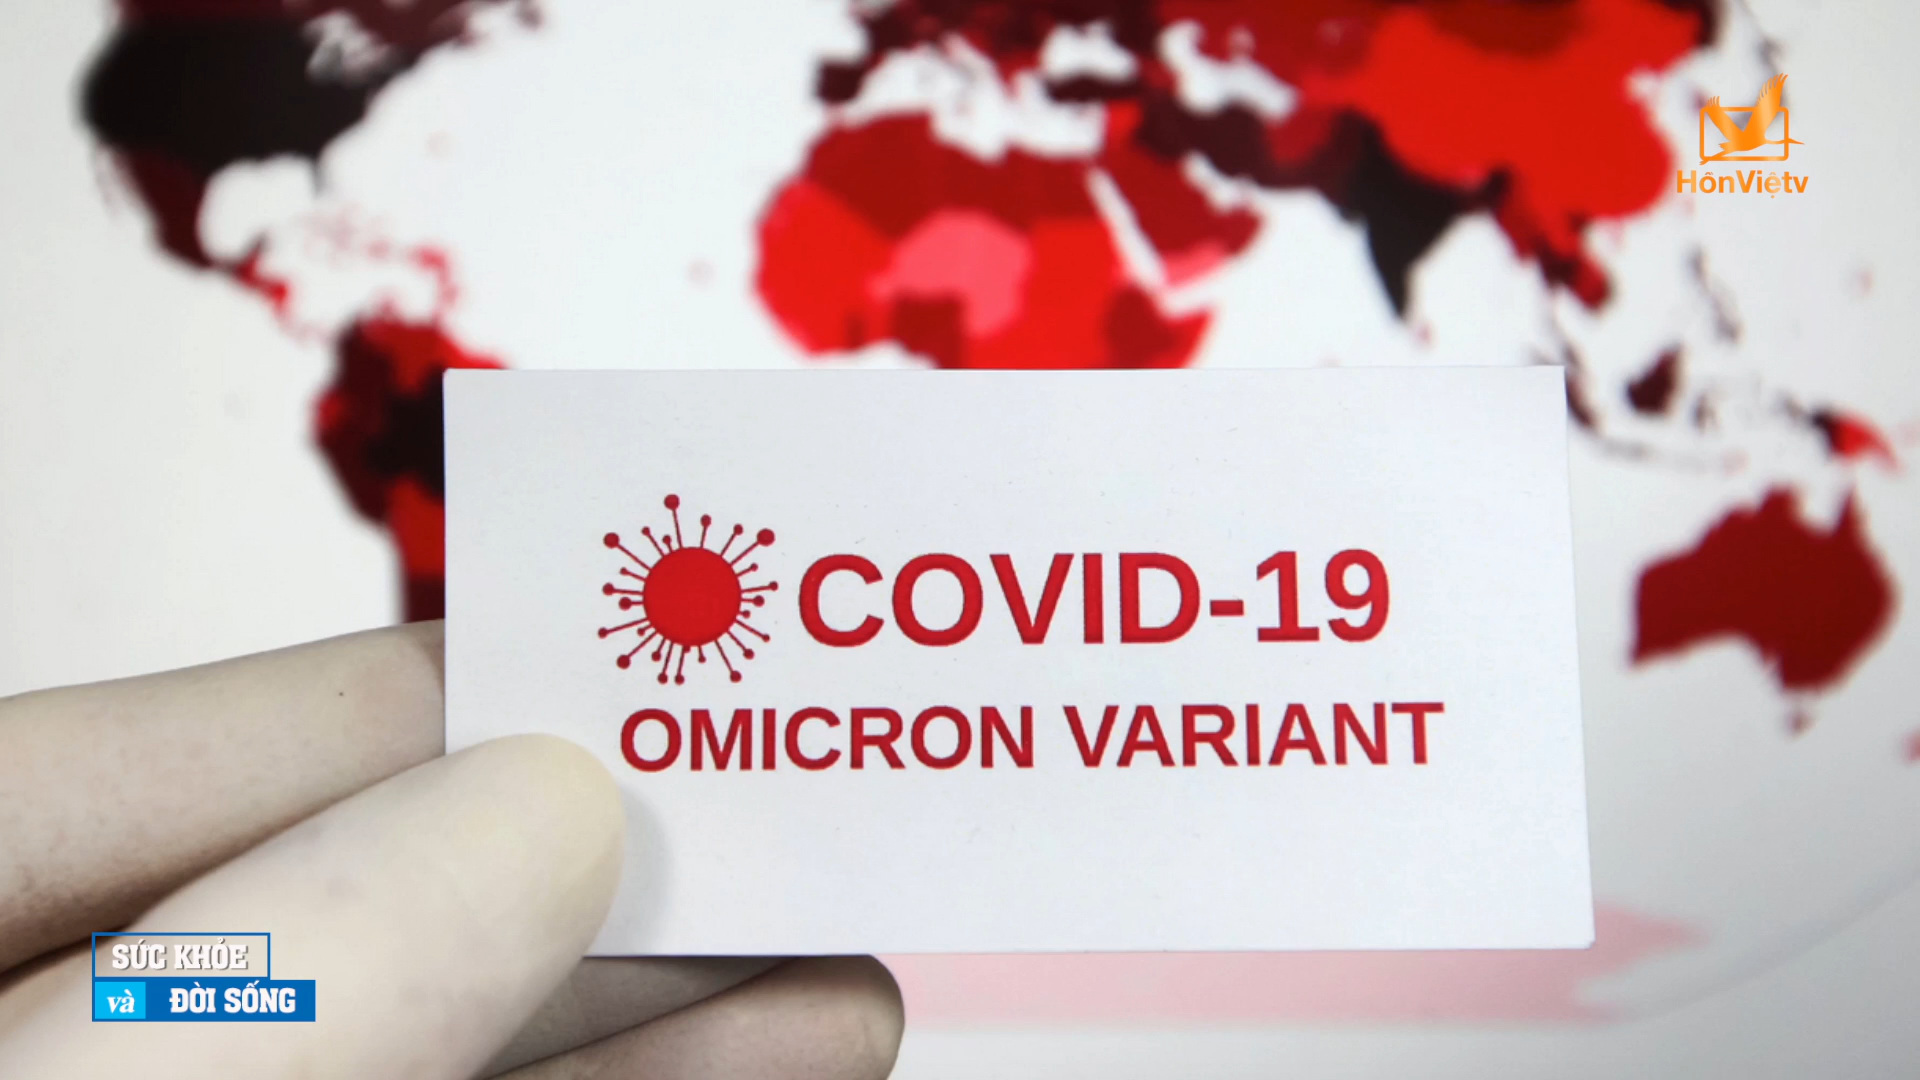 HồnViệtv
COVID-19
OMICRON VARIANT
SỨC KHỎE
và ĐỜI SỐNG